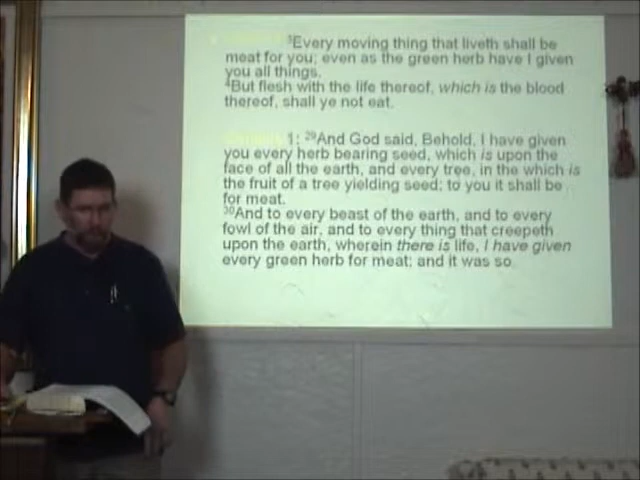 ³Every moving thing that liveth shall be
meat for you; even as the green herb have I given
you all things.
⁴But flesh with the life thereof, which is the blood
thereof, shall ye not eat.
1: ²⁹And God said, Behold, I have given
you every herb bearing seed, which is upon the
face of all the earth, and every tree, in the which is
the fruit of a tree yielding seed; to you it shall be
for meat.
³⁰And to every beast of the earth, and to every
fowl of the air, and to every thing that creepeth
upon the earth, wherein there is life, I have given
every green herb for meat: and it was so.